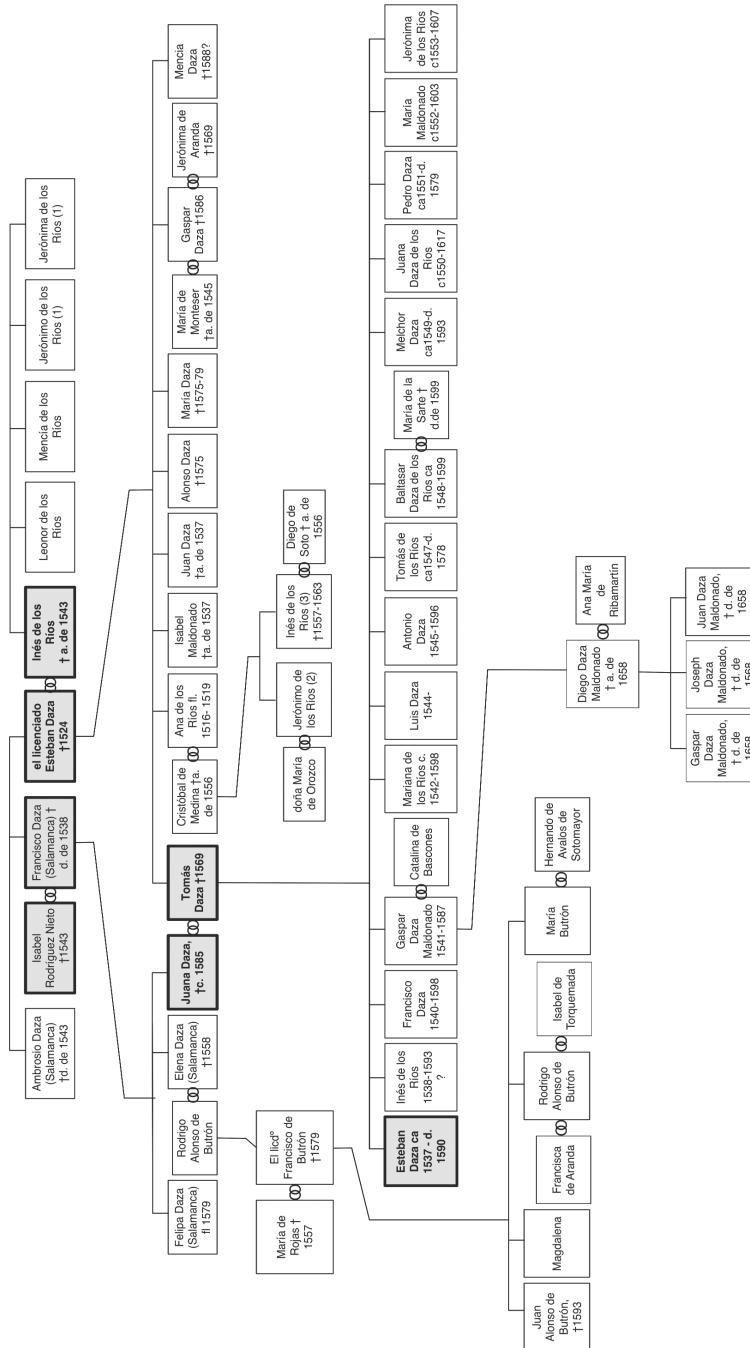 Ambrosio Daza
(Salamanca)
†d. de 1543
Isabel
Rodríguez Nieto
†1543
Francisco Daza
(Salamanca) †
d. de 1538
el licenciado
Esteban Daza
†1524
Inés de los
Ríos
† a. de 1543
Leonor de los
Ríos
Mencía de los
Ríos
Jerónimo de los
Ríos (1)
Jerónima de los
Ríos (1)
Felipa Daza
(Salamanca)
fl 1579
Rodrigo
Alonso de
Butrón
Elena Daza
(Salamanca)
†1558
Juana Daza,
†c. 1585
Tomás
Daza †1569
Cristóbal de
Medina †a.
de 1556
Ana de los
Ríos fl.
1516- 1519
Isabel
Maldonado
†a. de 1537
Juan Daza
†a. de 1537
Alonso Daza
†1575
María Daza
†1575-79
María de
Monteser
†a. de 1545
Gaspar
Daza †1586
Jerónima de
Aranda
†1569
Mencia
Daza
†1588?
María de
Rojas †
1557
El licdº
Francisco de
Butrón
†1579
doña María
de Orozco
Jerónimo de
los Ríos (2)
Inés de los
Ríos (3)
†1557-1563
Diego de
Soto † a. de
1556
Esteban
Daza ca
1537 - d.
1590
Inés de los
Ríos
1538-1593
?
Francisco
Daza
1540-1598
Gaspar
Daza
Maldonado
1541-1587
Catalina de
Bascones
Mariana de
los Ríos c.
1542-1598
Luis Daza
1544-
Antonio
Daza
1545-1596
Tomás de
los Ríos
ca1547-d.
1578
Baltasar
Daza de los
Ríos ca
1548-1599
María de la
Sarte †
d.de 1599
Melchor
Daza
ca1549-d.
1593
Juana
Daza de los
Ríos
c1550-1617
Pedro Daza
ca1551-d.
1579
María
Maldonado
c1552-1603
Jerónima
de los Ríos
c1553-1607
Juan
Alonso de
Butrón,
†1593
Magdalena
Francisca
de Aranda
Rodrigo
Alonso de
Butrón
Isabel de
Torquemada
María
Butrón
Hernando de
Avalos de
Sotomayor
Diego Daza
Maldonado
† a. de
1658
Ana María
de
Ribamartín
Gaspar
Daza
Maldonado,
† d. de
1658
Joseph
Daza
Maldonado,
† d. de
1568
Juan Daza
Maldonado,
† d. de
1658